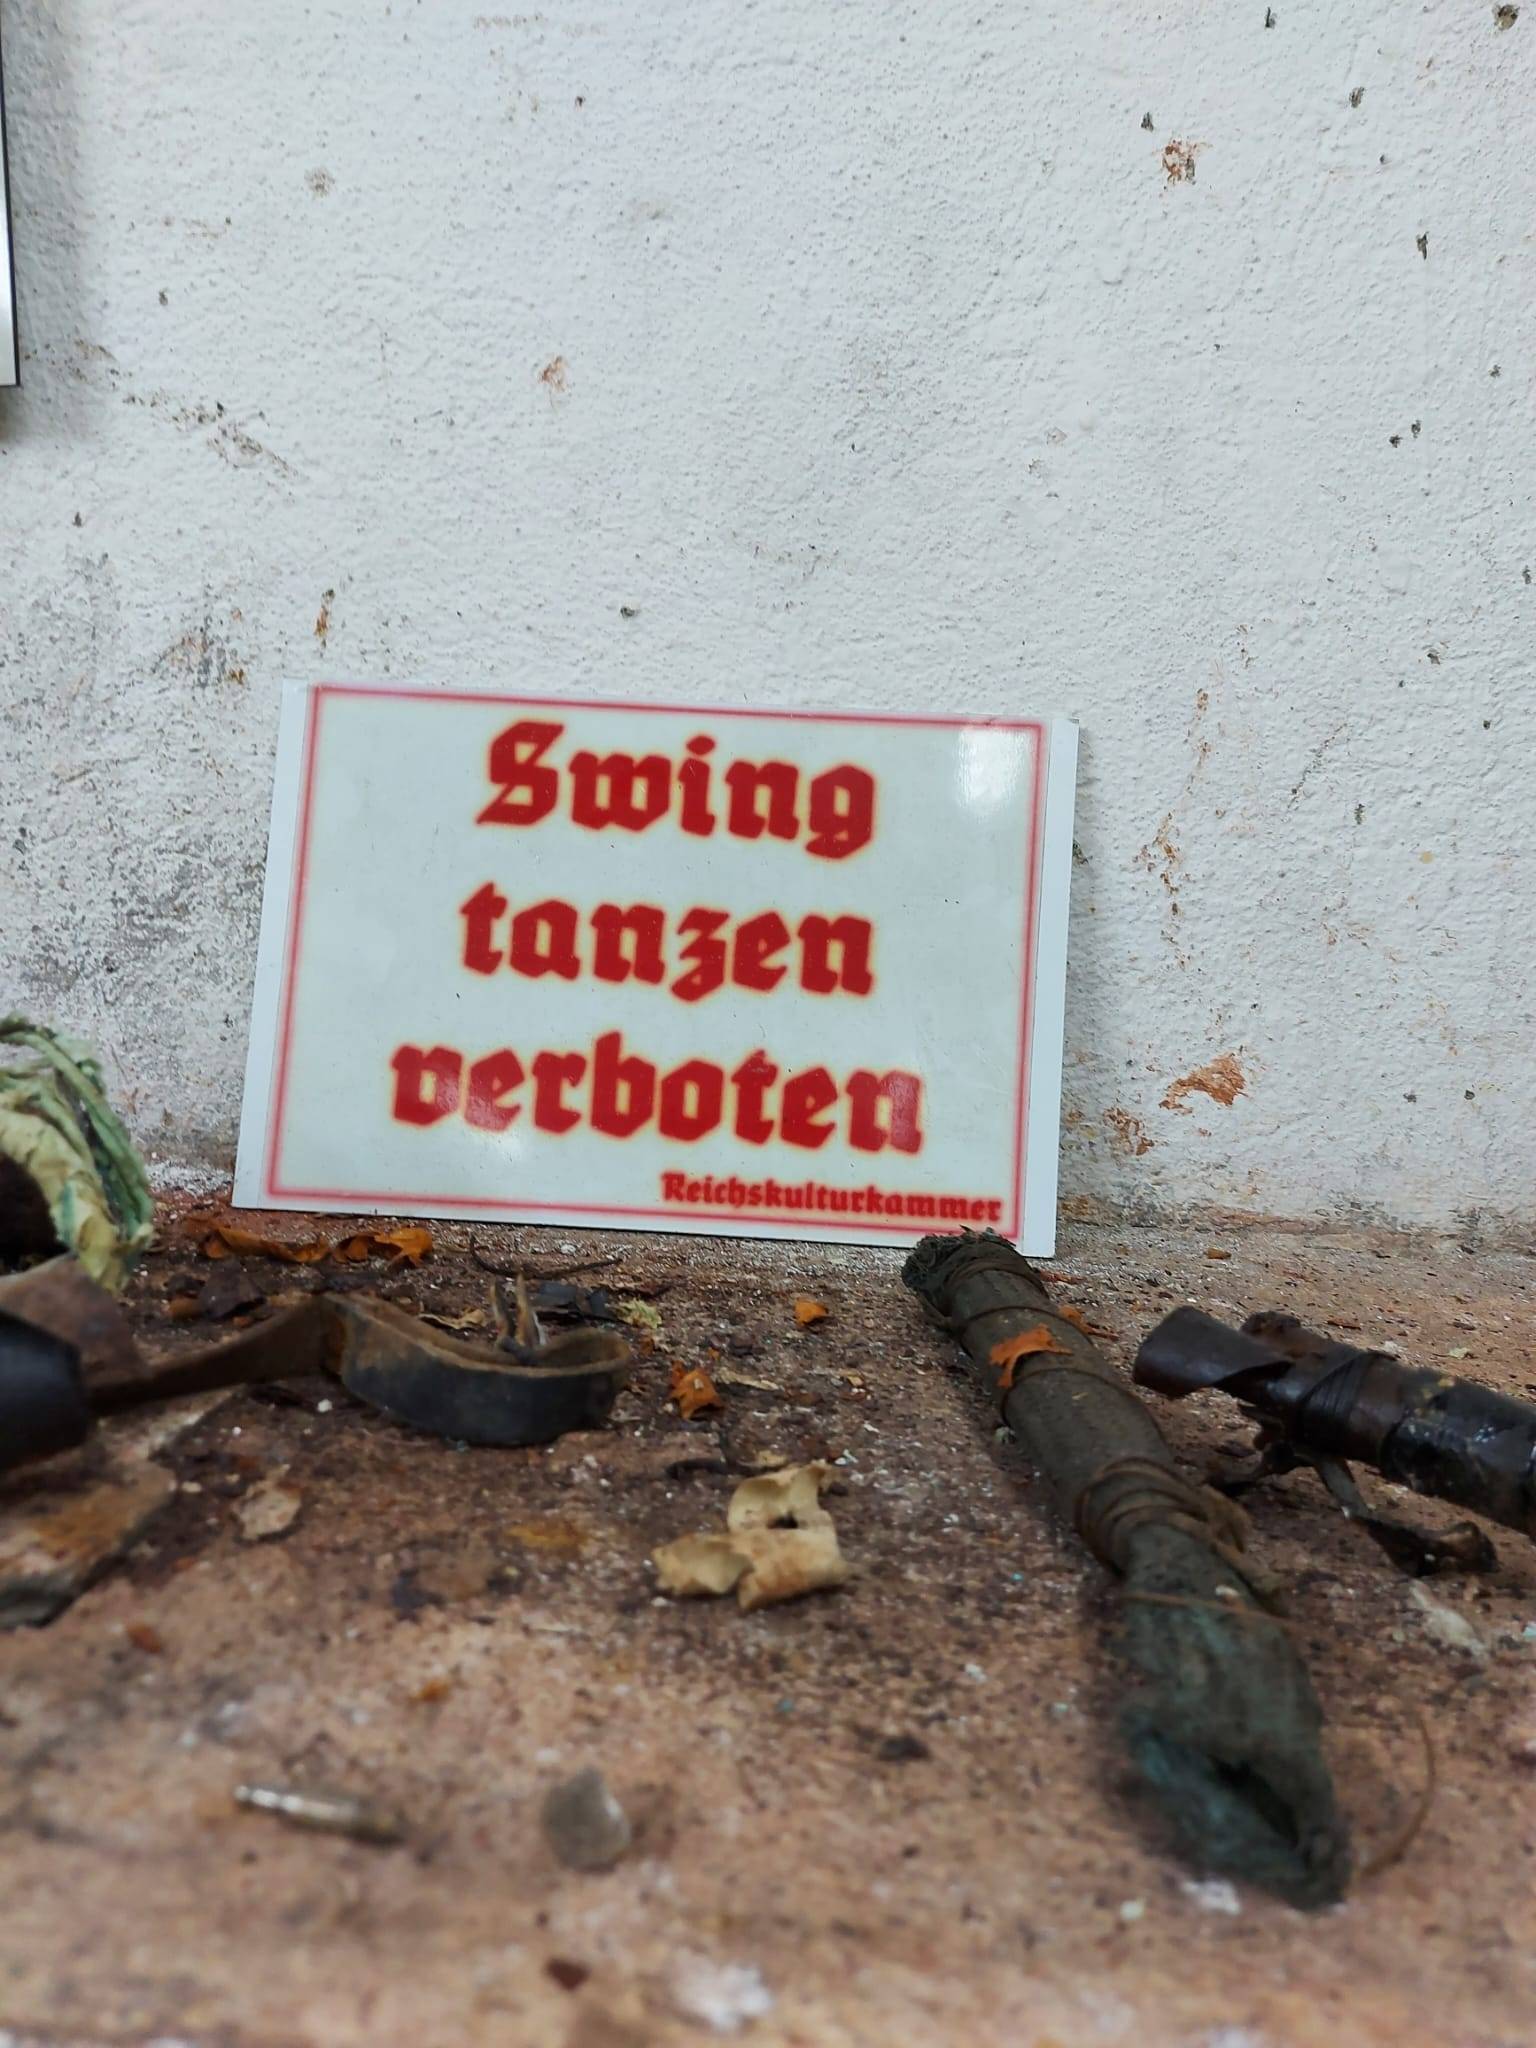 Swing
tanzen
verboten
Reichskulturkammer